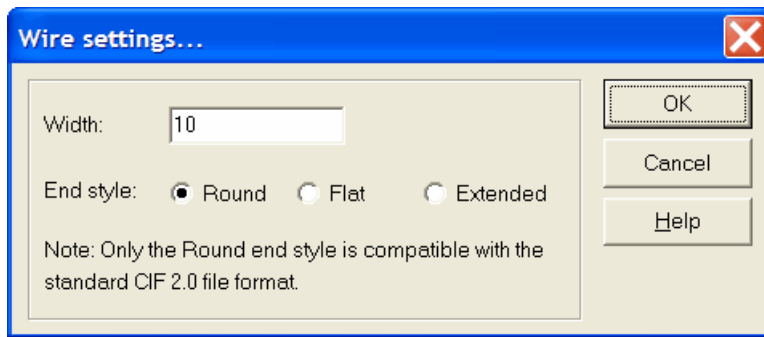 Wire settings...
Width: 10
OK
Cancel
End style: Round Flat Extended
Help
Note: Only the Round end style is compatible with the
standard CIF 2.0 file format.